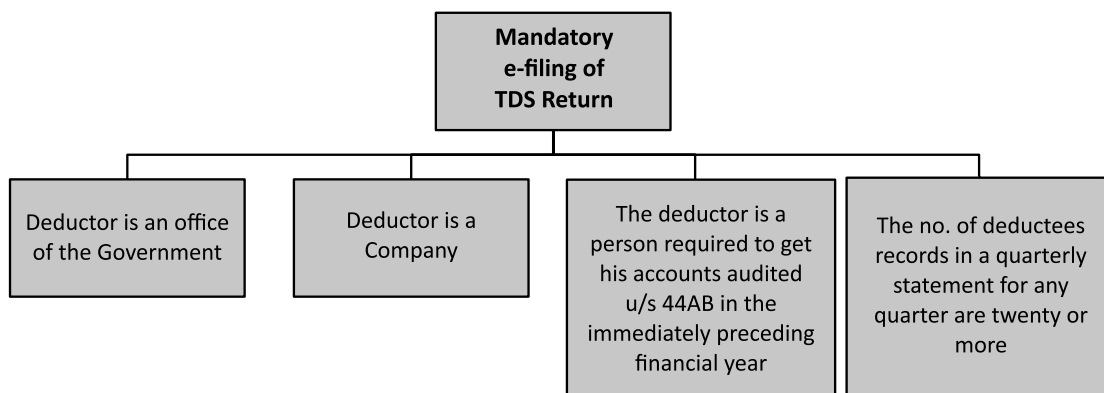 Mandatory
e-filing of
TDS Return
Deductor is an office
of the Government
Deductor is a
Company
The deductor is a
person required to get
his accounts audited
u/s 44AB in the
immediately preceding
financial year
The no. of deductees
records in a quarterly
statement for any
quarter are twenty or
more